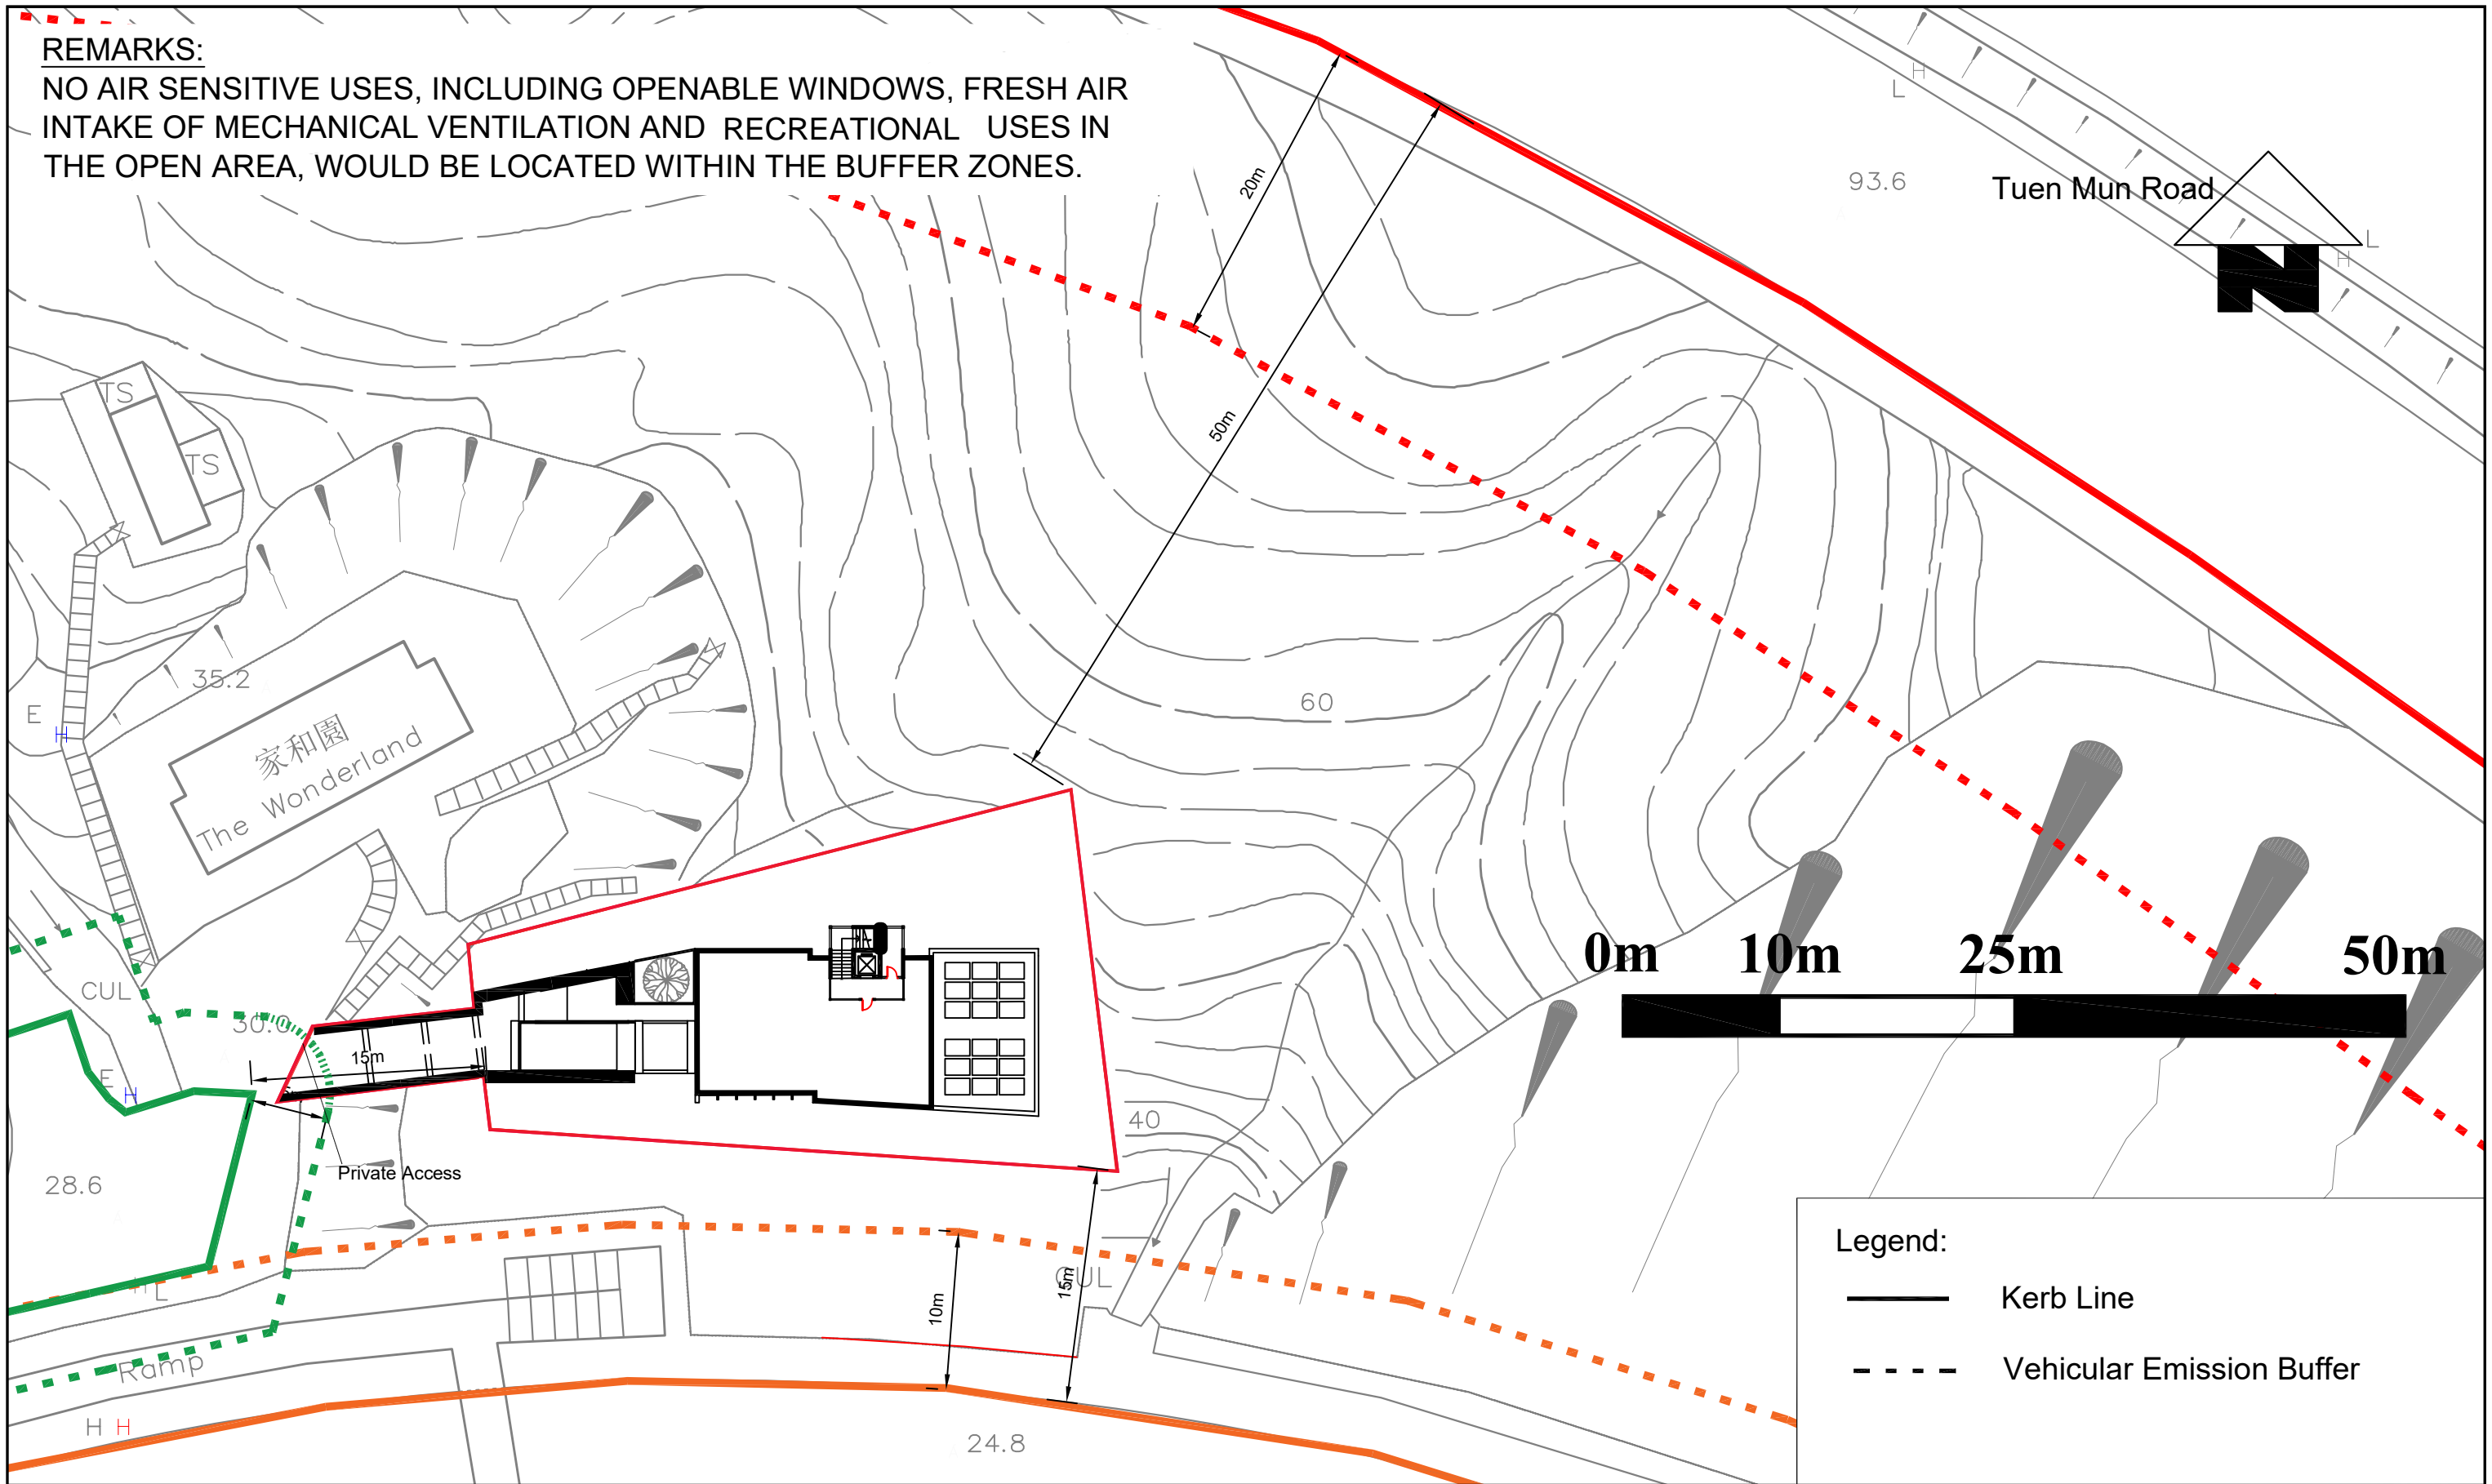 REMARKS:
NO AIR SENSITIVE USES, INCLUDING OPENABLE WINDOWS, FRESH AIR
INTAKE OF MECHANICAL VENTILATION AND RECREATIONAL USES IN
THE OPEN AREA, WOULD BE LOCATED WITHIN THE BUFFER ZONES.
H
L
93.6
Tuen Mun Road
L
H
N
20m
50m
TS
TS
35.2
E
H
家和園
The Wonderland
60
0m 10m 25m 50m
CUL
30.0
15m
E
H
40
Private Access
28.6
H
L
CUL
10m
15m
Ramp
H H
24.8
Legend:
Kerb Line
Vehicular Emission Buffer